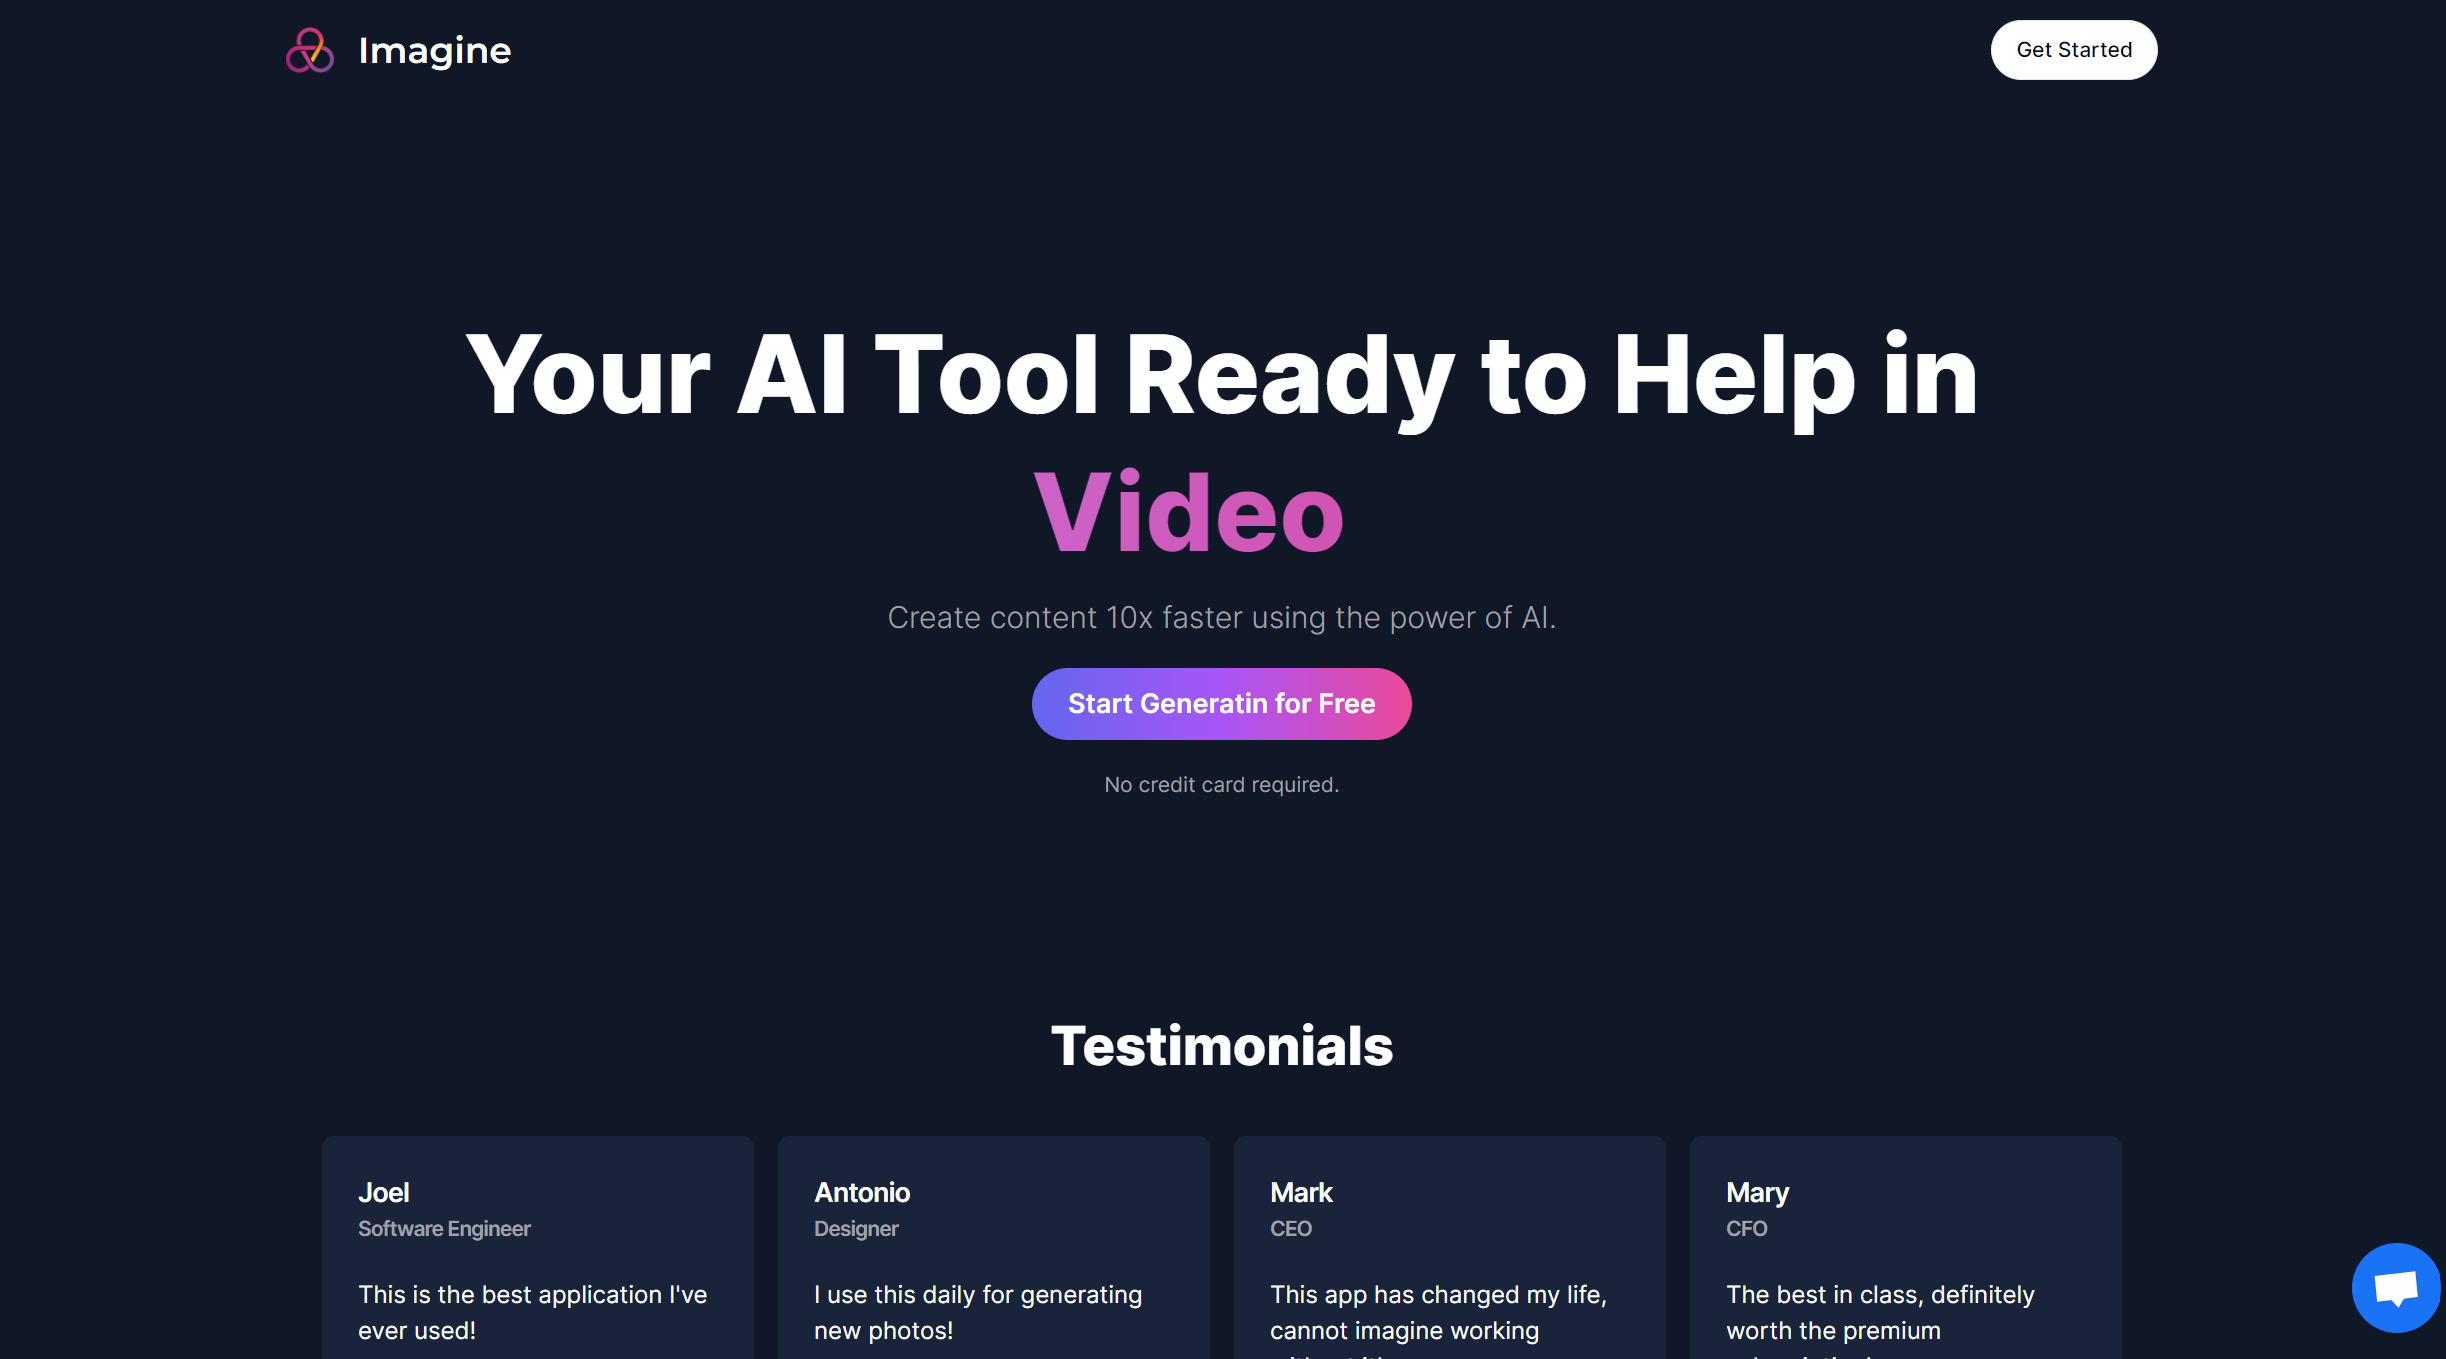 Imagine
Get Started
Your AI Tool Ready to Help in
Video
Create content 10x faster using the power of AI.
Start Generatin for Free
No credit card required.
Testimonials
Joel
Software Engineer
This is the best application I've
ever used!
Antonio
Designer
I use this daily for generating
new photos!
Mark
CEO
This app has changed my life,
cannot imagine working
Mary
CFO
The best in class, definitely
worth the premium